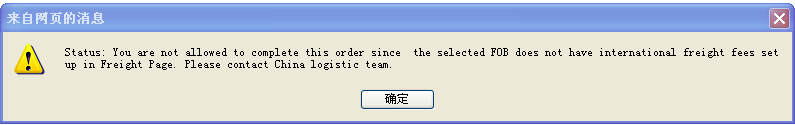 来自网页的消息
Status: You are not allowed to complete this order since  the selected FOB does not have international freight fees set
up in Freight Page. Please contact China logistic team.
确定